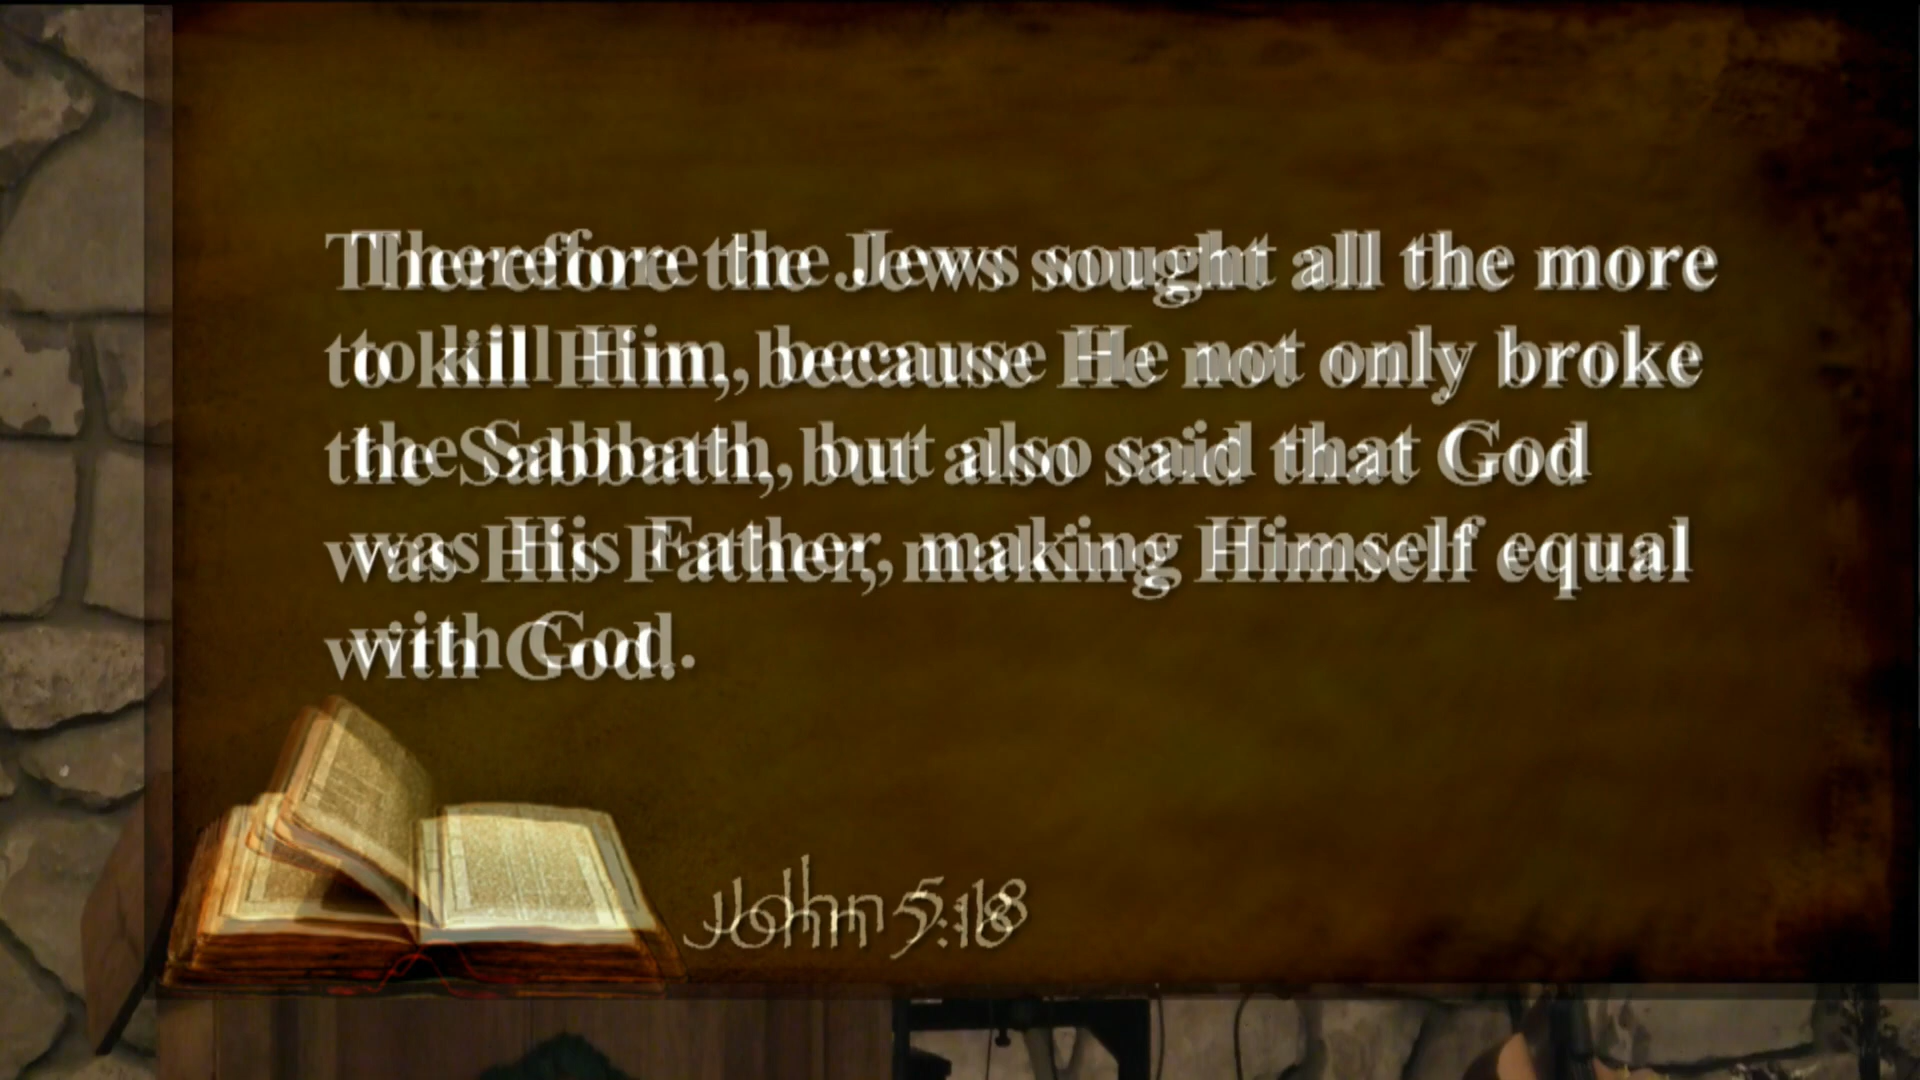 Therefore the Jews sought all the more
to kill Him, because He not only broke
the Sabbath, but also said that God
was His Father, making Himself equal
with God.
John 5:18